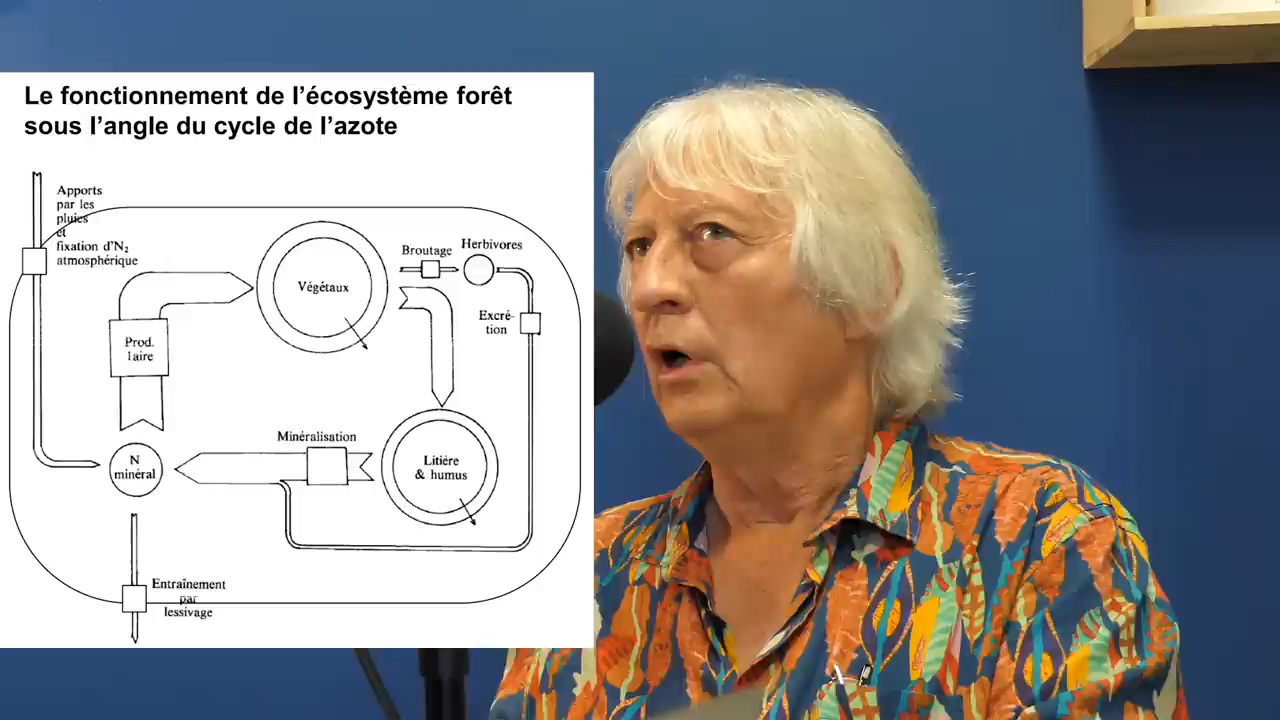 Le fonctionnement de l’écosystème forêt
sous l’angle du cycle de l’azote
Apports
par les
pluies
et
fixation d'N₂
atmosphérique
Broutage
Herbivores
Végétaux
Excré-
tion
Prod.
laire
Minéralisation
N
minéral
Litière
& humus
Entraînement
par
lessivage